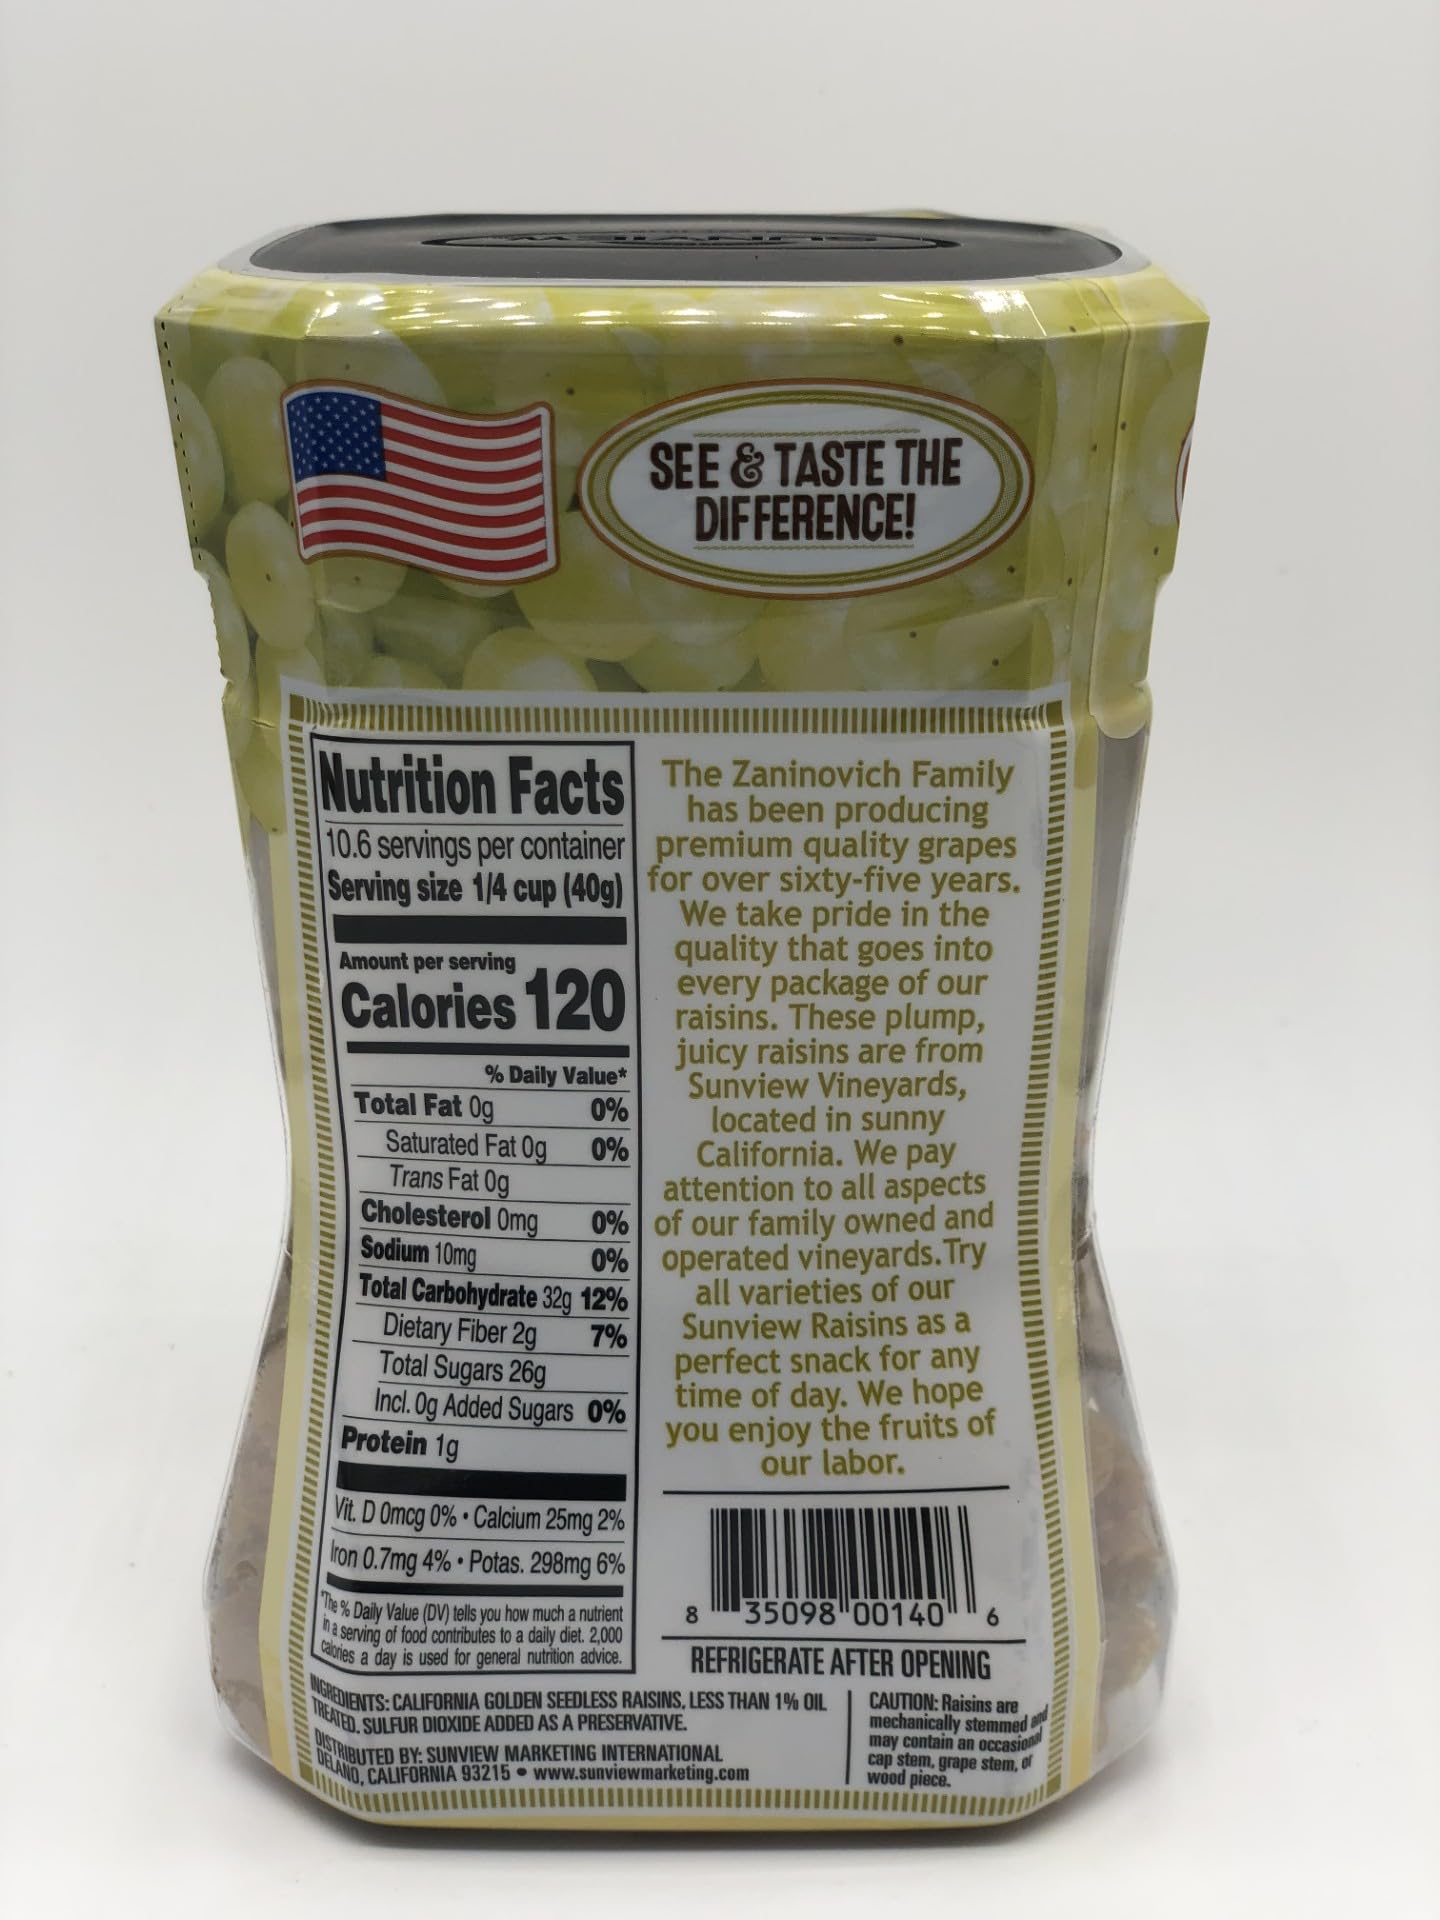 SUNVIEW
SEE & TASTE THE
DIFFERENCE!
Nutrition Facts
10.6 servings per container
Serving size 1/4 cup (40g)
Amount per serving
Calories 120
% Daily Value*
Total Fat 0g 0%
Saturated Fat 0g 0%
Trans Fat 0g
Cholesterol 0mg 0%
Sodium 10mg 0%
Total Carbohydrate 32g 12%
Dietary Fiber 2g 7%
Total Sugars 26g
Incl. 0g Added Sugars 0%
Protein 1g
Vit. D 0mcg 0% • Calcium 25mg 2%
Iron 0.7mg 4% • Potas. 298mg 6%
*The % Daily Value (DV) tells you how much a nutrient
in a serving of food contributes to a daily diet. 2,000
calories a day is used for general nutrition advice.
The Zaninovich Family
has been producing
premium quality grapes
for over sixty-five years.
We take pride in the
quality that goes into
every package of our
raisins. These plump,
juicy raisins are from
Sunview Vineyards,
located in sunny
California. We pay
attention to all aspects
of our family owned and
operated vineyards. Try
all varieties of our
Sunview Raisins as a
perfect snack for any
time of day. We hope
you enjoy the fruits of
our labor.
8 35098 00140 6
REFRIGERATE AFTER OPENING
INGREDIENTS: CALIFORNIA GOLDEN SEEDLESS RAISINS, LESS THAN 1% OIL
TREATED. SULFUR DIOXIDE ADDED AS A PRESERVATIVE.
DISTRIBUTED BY: SUNVIEW MARKETING INTERNATIONAL
DELANO, CALIFORNIA 93215 • www.sunviewmarketing.com
CAUTION: Raisins are
mechanically stemmed and
may contain an occasional
cap stem, grape stem, or
wood piece.